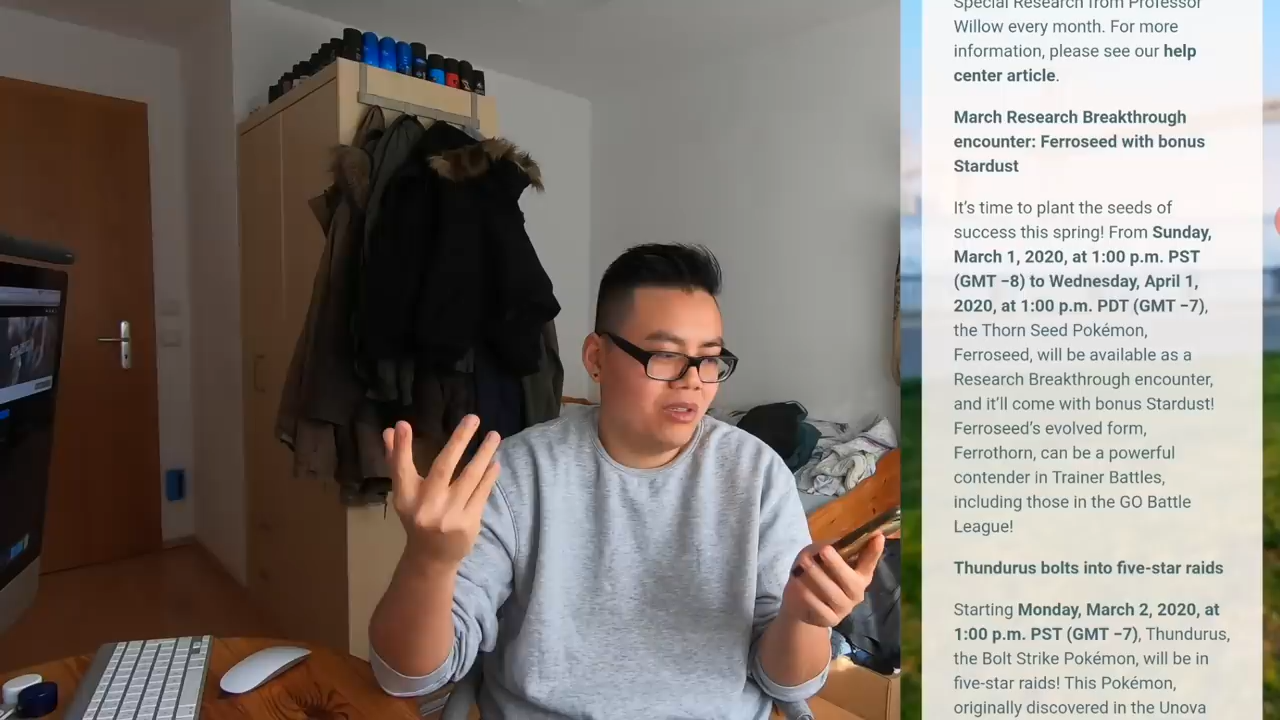 Special Research from Professor
Willow every month. For more
information, please see our help
center article.
March Research Breakthrough
encounter: Ferroseed with bonus
Stardust
It’s time to plant the seeds of
success this spring! From Sunday,
March 1, 2020, at 1:00 p.m. PST
(GMT −8) to Wednesday, April 1,
2020, at 1:00 p.m. PDT (GMT −7),
the Thorn Seed Pokémon,
Ferroseed, will be available as a
Research Breakthrough encounter,
and it’ll come with bonus Stardust!
Ferroseed’s evolved form,
Ferrothorn, can be a powerful
contender in Trainer Battles,
including those in the GO Battle
League!
Thundurus bolts into five-star raids
Starting Monday, March 2, 2020, at
1:00 p.m. PST (GMT −7), Thundurus,
the Bolt Strike Pokémon, will be in
five-star raids! This Pokémon,
originally discovered in the Unova